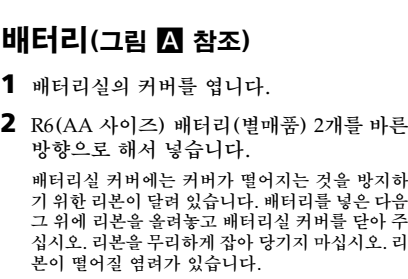 배터리(그림 A 참조)
1 배터리실의 커버를 엽니다.
2 R6(AA 사이즈) 배터리(별매품) 2개를 바른
방향으로 해서 넣습니다.
배터리실 커버에는 커버가 떨어지는 것을 방지하
기 위한 리본이 달려 있습니다. 배터리를 넣은 다음
그 위에 리본을 올려놓고 배터리실 커버를 닫아 주
십시오. 리본을 무리하게 잡아 당기지 마십시오. 리
본이 떨어질 염려가 있습니다.